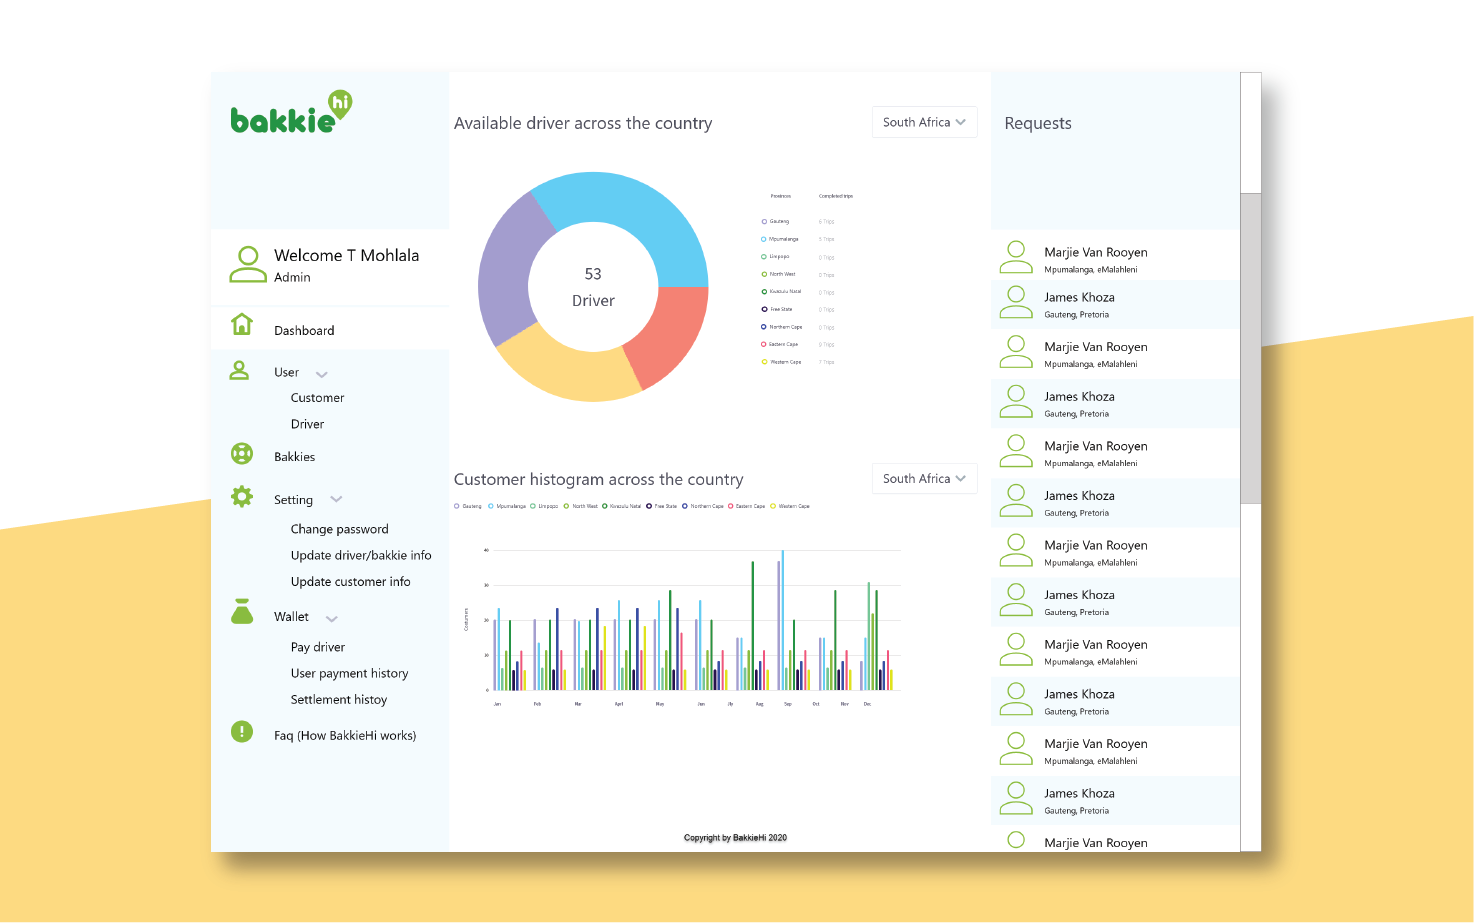 bakkie hi
Welcome T Mohlala
Admin
Dashboard
User
Customer
Driver
Bakkies
Setting
Change password
Update driver/bakkie info
Update customer info
Wallet
Pay driver
User payment history
Settlement histoy
Faq (How BakkieHi works)
Available driver across the country
South Africa
53
Driver
Provinces Completed trips
Gauteng 6 Trips
Mpumalanga 5 Trips
Limpopo 0 Trips
North West 0 Trips
Kwazulu Natal 0 Trips
Free State 0 Trips
Northern Cape 0 Trips
Eastern Cape 0 Trips
Western Cape 7 Trips
Customer histogram across the country
South Africa
Gauteng Mpumalanga Limpopo North West Kwazulu Natal Free State Northern Cape Eastern Cape Western Cape
40
30
20
10
0
Costumers
Jan Feb Mar April May Jun Jly Aug Sep Oct Nov Dec
Copyright by BakkieHi 2020
Requests
Marjie Van Rooyen
Mpumalanga, eMalahleni
James Khoza
Gauteng, Pretoria
Marjie Van Rooyen
Mpumalanga, eMalahleni
James Khoza
Gauteng, Pretoria
Marjie Van Rooyen
Mpumalanga, eMalahleni
James Khoza
Gauteng, Pretoria
Marjie Van Rooyen
Mpumalanga, eMalahleni
James Khoza
Gauteng, Pretoria
Marjie Van Rooyen
Mpumalanga, eMalahleni
James Khoza
Gauteng, Pretoria
Marjie Van Rooyen
Mpumalanga, eMalahleni
James Khoza
Gauteng, Pretoria
Marjie Van Rooyen